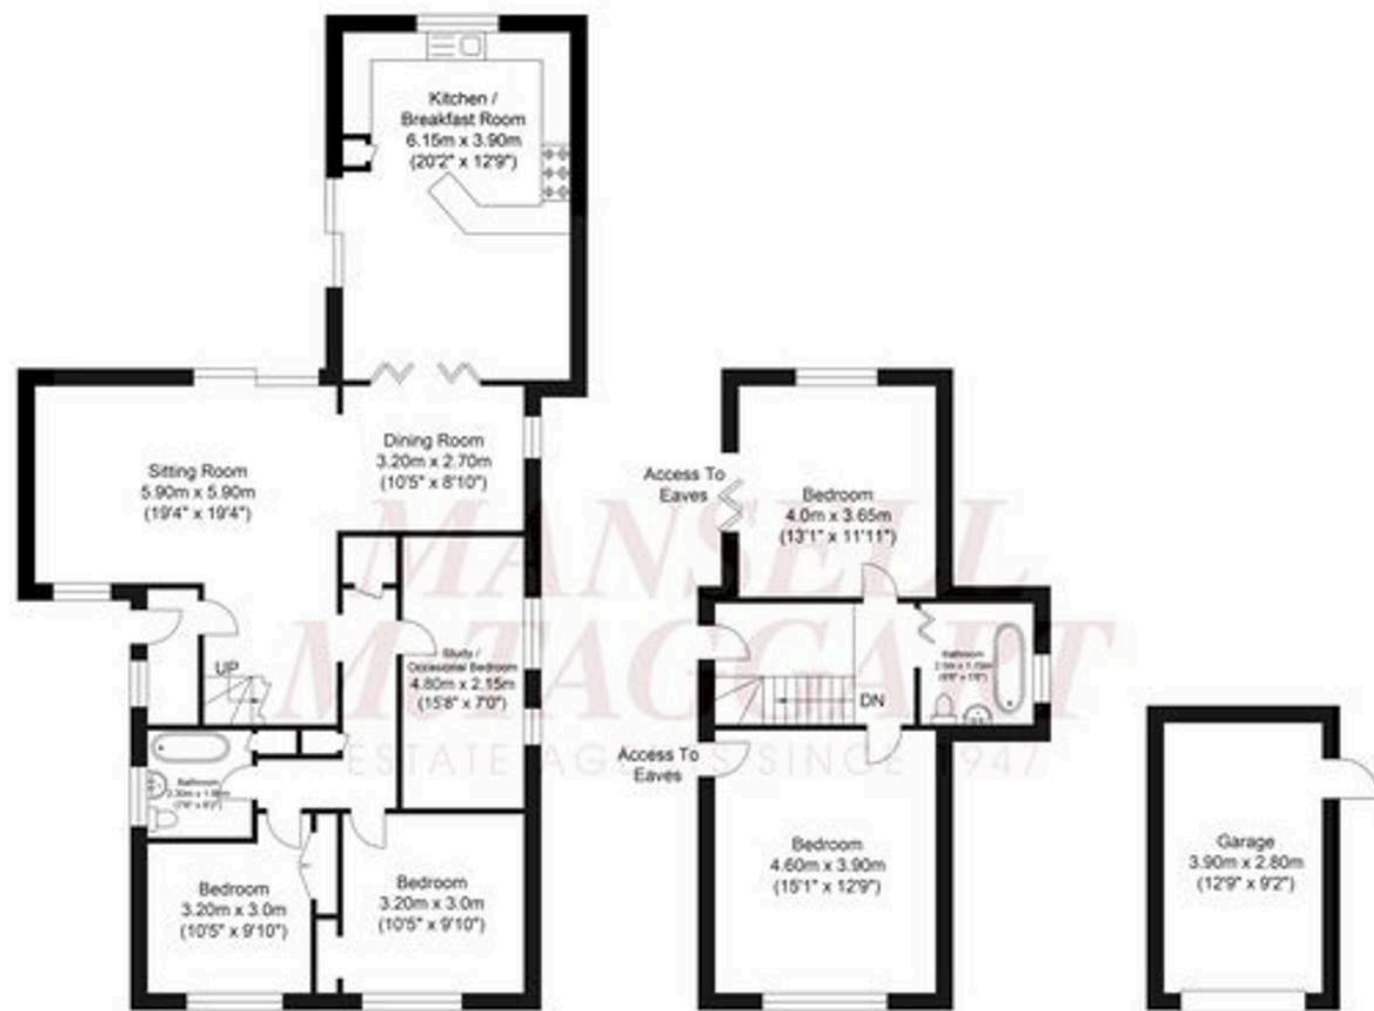 Kitchen /
Breakfast Room
6.15m x 3.90m
(20'2" x 12'9")
Dining Room
3.20m x 2.70m
(10'5" x 8'10")
Sitting Room
5.90m x 5.90m
(19'4" x 19'4")
Access To
Eaves
Bedroom
4.0m x 3.65m
(13'1" x 11'11")
MANSELL
McTAGGART
ESTATE AGENTS SINCE 1947
Study /
Occasional Bedroom
4.80m x 2.15m
(15'8" x 7'0")
UP
Bathroom
DN
Access To
Eaves
Bathroom
Bedroom
3.20m x 3.0m
(10'5" x 9'10")
Bedroom
3.20m x 3.0m
(10'5" x 9'10")
Bedroom
4.60m x 3.90m
(15'1" x 12'9")
Garage
3.90m x 2.80m
(12'9" x 9'2")